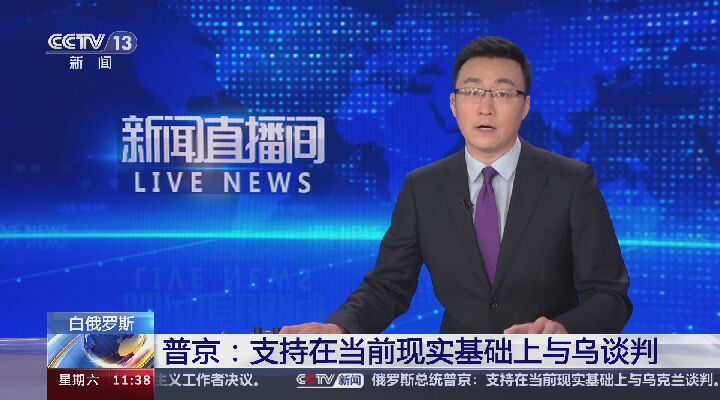 CCTV 13
新闻
新闻直播间
LIVE NEWS
白俄罗斯
普京：支持在当前现实基础上与乌谈判
星期六 11:38 主义工作者决议。 CCTV 新闻 俄罗斯总统普京：支持在当前现实基础上与乌克兰谈判。